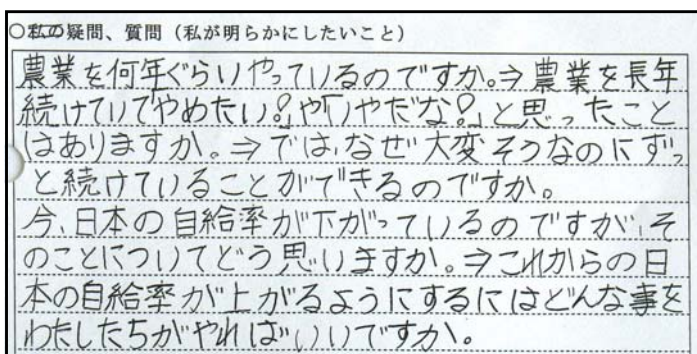 ○私の疑問、質問（私が明らかにしたいこと）
農業を何年ぐらいやっているのですか。⇒農業を長年
続けていて「やめたい？」や「いやだな？」と思ったこと
はありますか。⇒では、なぜ大変そうなのにずっ
と続けていることができるのですか。
今、日本の自給率が下がっているのですが、そ
のことについてどう思いますか。⇒これからの日
本の自給率が上がるようにするにはどんな事を
わたしたちがやればいいですか。